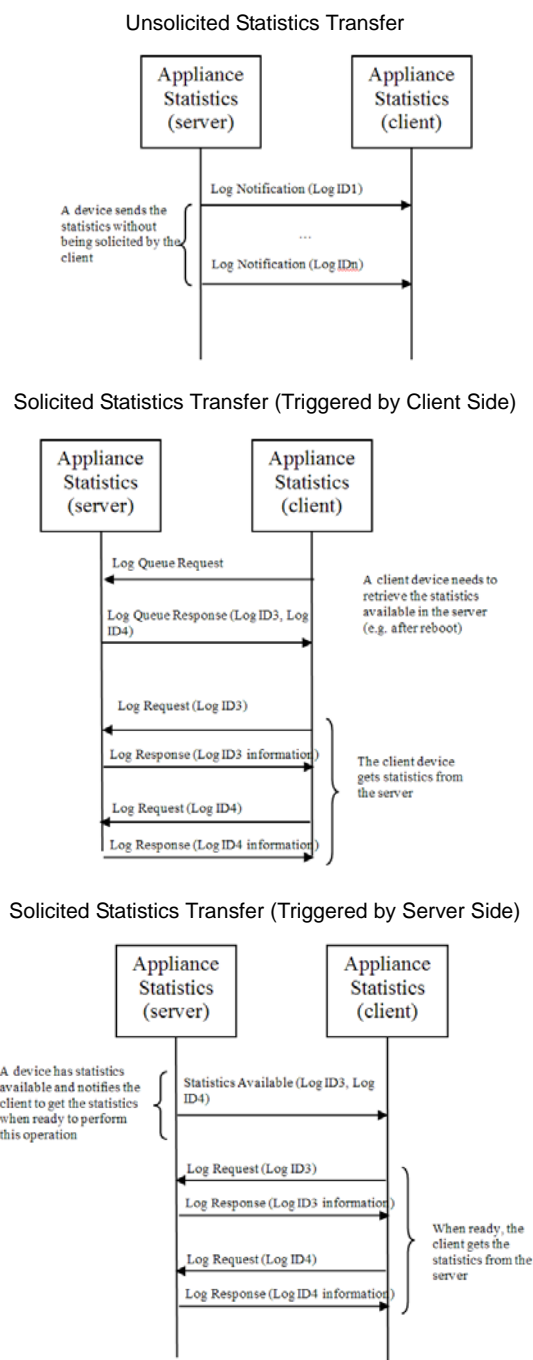 Unsolicited Statistics Transfer
Appliance
Statistics
(server)
Appliance
Statistics
(client)
Log Notification (Log ID1)
A device sends the
statistics without
being solicited by the
client
...
Log Notification (Log IDn)
Solicited Statistics Transfer (Triggered by Client Side)
Appliance
Statistics
(server)
Appliance
Statistics
(client)
Log Queue Request
A client device needs to
retrieve the statistics
available in the server
(e.g. after reboot)
Log Queue Response (Log ID3, Log
ID4)
Log Request (Log ID3)
Log Response (Log ID3 information)
The client device
gets statistics from
the server
Log Request (Log ID4)
Log Response (Log ID4 information)
Solicited Statistics Transfer (Triggered by Server Side)
Appliance
Statistics
(server)
Appliance
Statistics
(client)
A device has statistics
available and notifies the
client to get the statistics
when ready to perform
this operation
Statistics Available (Log ID3, Log
ID4)
Log Request (Log ID3)
Log Response (Log ID3 information)
When ready, the
client gets the
statistics from the
server
Log Request (Log ID4)
Log Response (Log ID4 information)